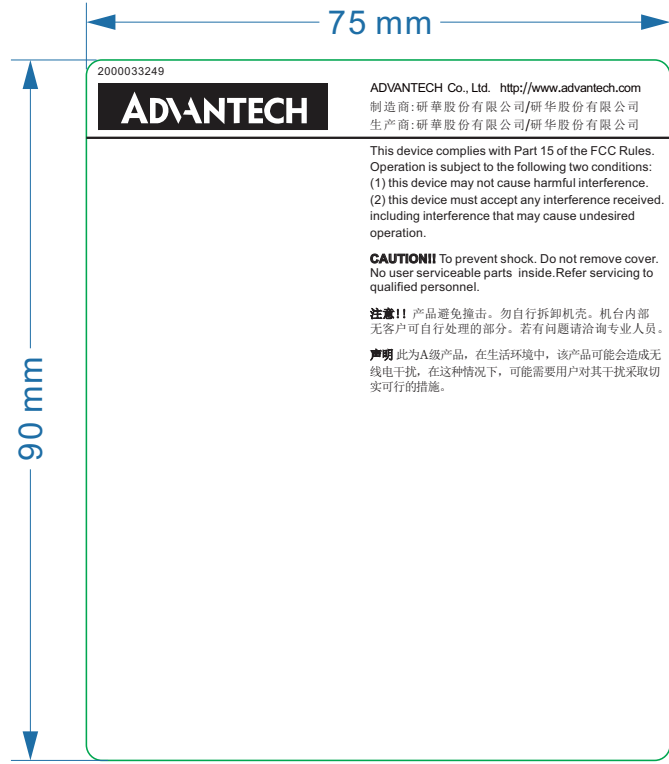 75 mm
2000033249
ADVANTECH
ADVANTECH Co., Ltd. http://www.advantech.com
制造商:研華股份有限公司/研华股份有限公司
生产商:研華股份有限公司/研华股份有限公司
This device complies with Part 15 of the FCC Rules.
Operation is subject to the following two conditions:
(1) this device may not cause harmful interference.
(2) this device must accept any interference received.
including interference that may cause undesired
operation.
CAUTION!! To prevent shock. Do not remove cover.
No user serviceable parts inside.Refer servicing to
qualified personnel.
注意!! 产品避免撞击。勿自行拆卸机壳。机台内部
无客户可自行处理的部分。若有问题请洽询专业人员。
声明 此为A级产品，在生活环境中，该产品可能会造成无
线电干扰，在这种情况下，可能需要用户对其干扰采取切
实可行的措施。
90 mm